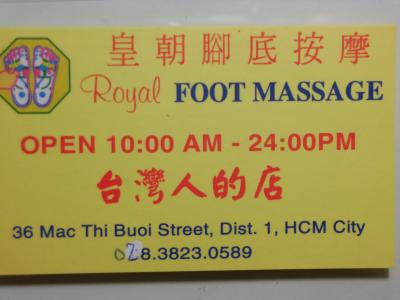 皇朝腳底按摩
Royal FOOT MASSAGE
OPEN 10:00 AM - 24:00PM
台灣人的店
36 Mac Thi Buoi Street, Dist. 1, HCM City
028.3823.0589